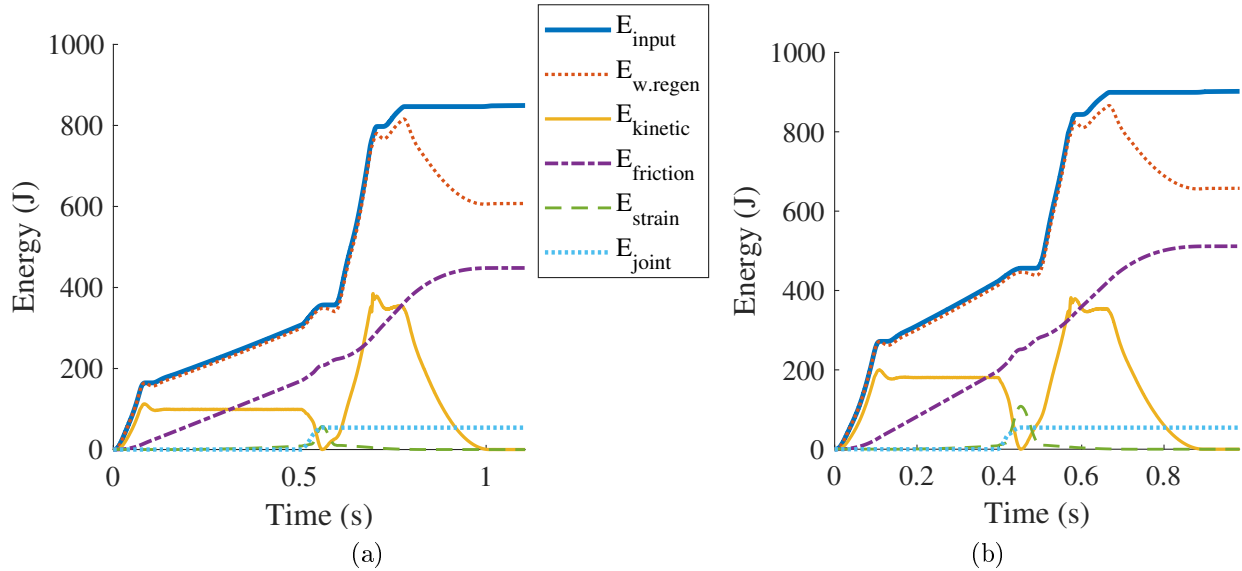 1000
800
600
400
200
0
Energy (J)
0
0.5
1
Time (s)
(a)
E_input
E_w.regen
E_kinetic
E_friction
E_strain
E_joint
1000
800
600
400
200
0
Energy (J)
0
0.2
0.4
0.6
0.8
Time (s)
(b)